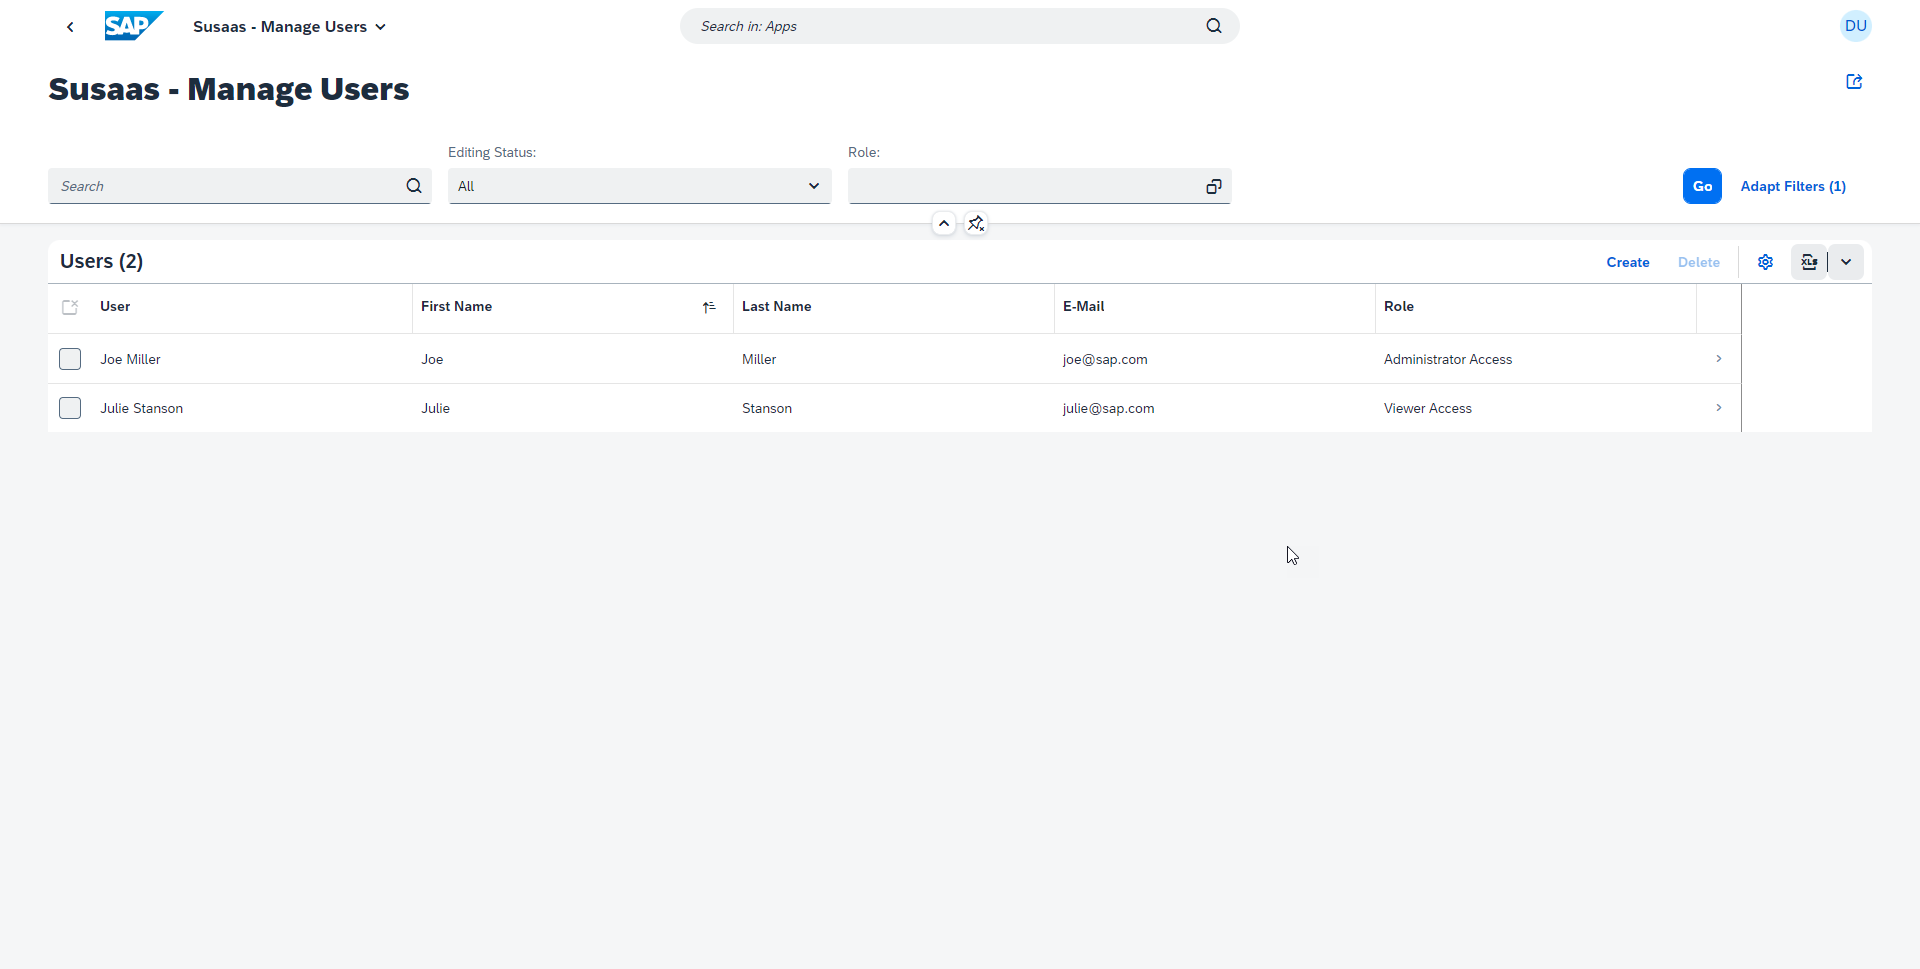 SAP
Susaas - Manage Users
Search in: Apps
DU
Susaas - Manage Users
Editing Status:
Role:
Search
All
Go
Adapt Filters (1)
Users (2)
Create
Delete
XLS
User
First Name
Last Name
E-Mail
Role
Joe Miller
Joe
Miller
joe@sap.com
Administrator Access
Julie Stanson
Julie
Stanson
julie@sap.com
Viewer Access